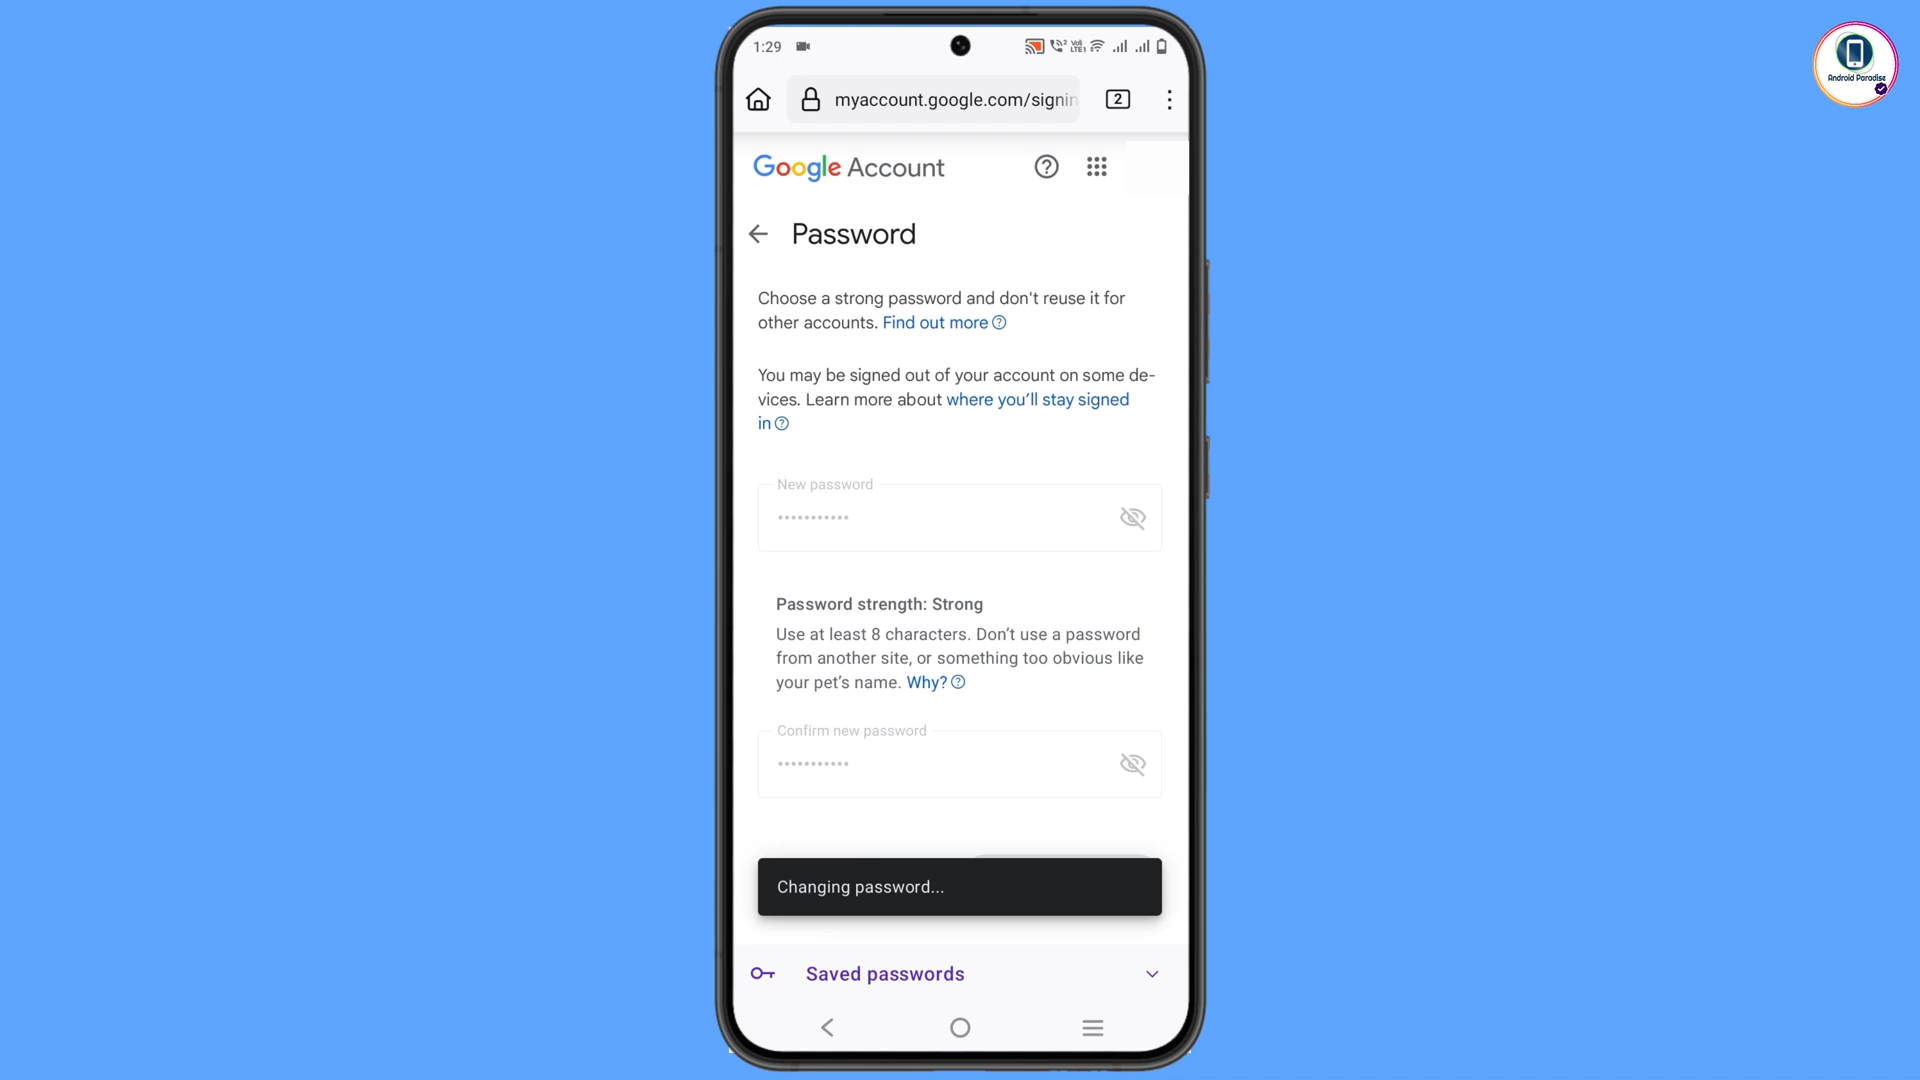 1:29
Android Paradise
myaccount.google.com/signin
2
Google Account
Password
Choose a strong password and don't reuse it for
other accounts. Find out more
You may be signed out of your account on some de-
vices. Learn more about where you’ll stay signed
in
New password
•••••••••••
Password strength: Strong
Use at least 8 characters. Don’t use a password
from another site, or something too obvious like
your pet’s name. Why?
Confirm new password
•••••••••••
Changing password...
Saved passwords